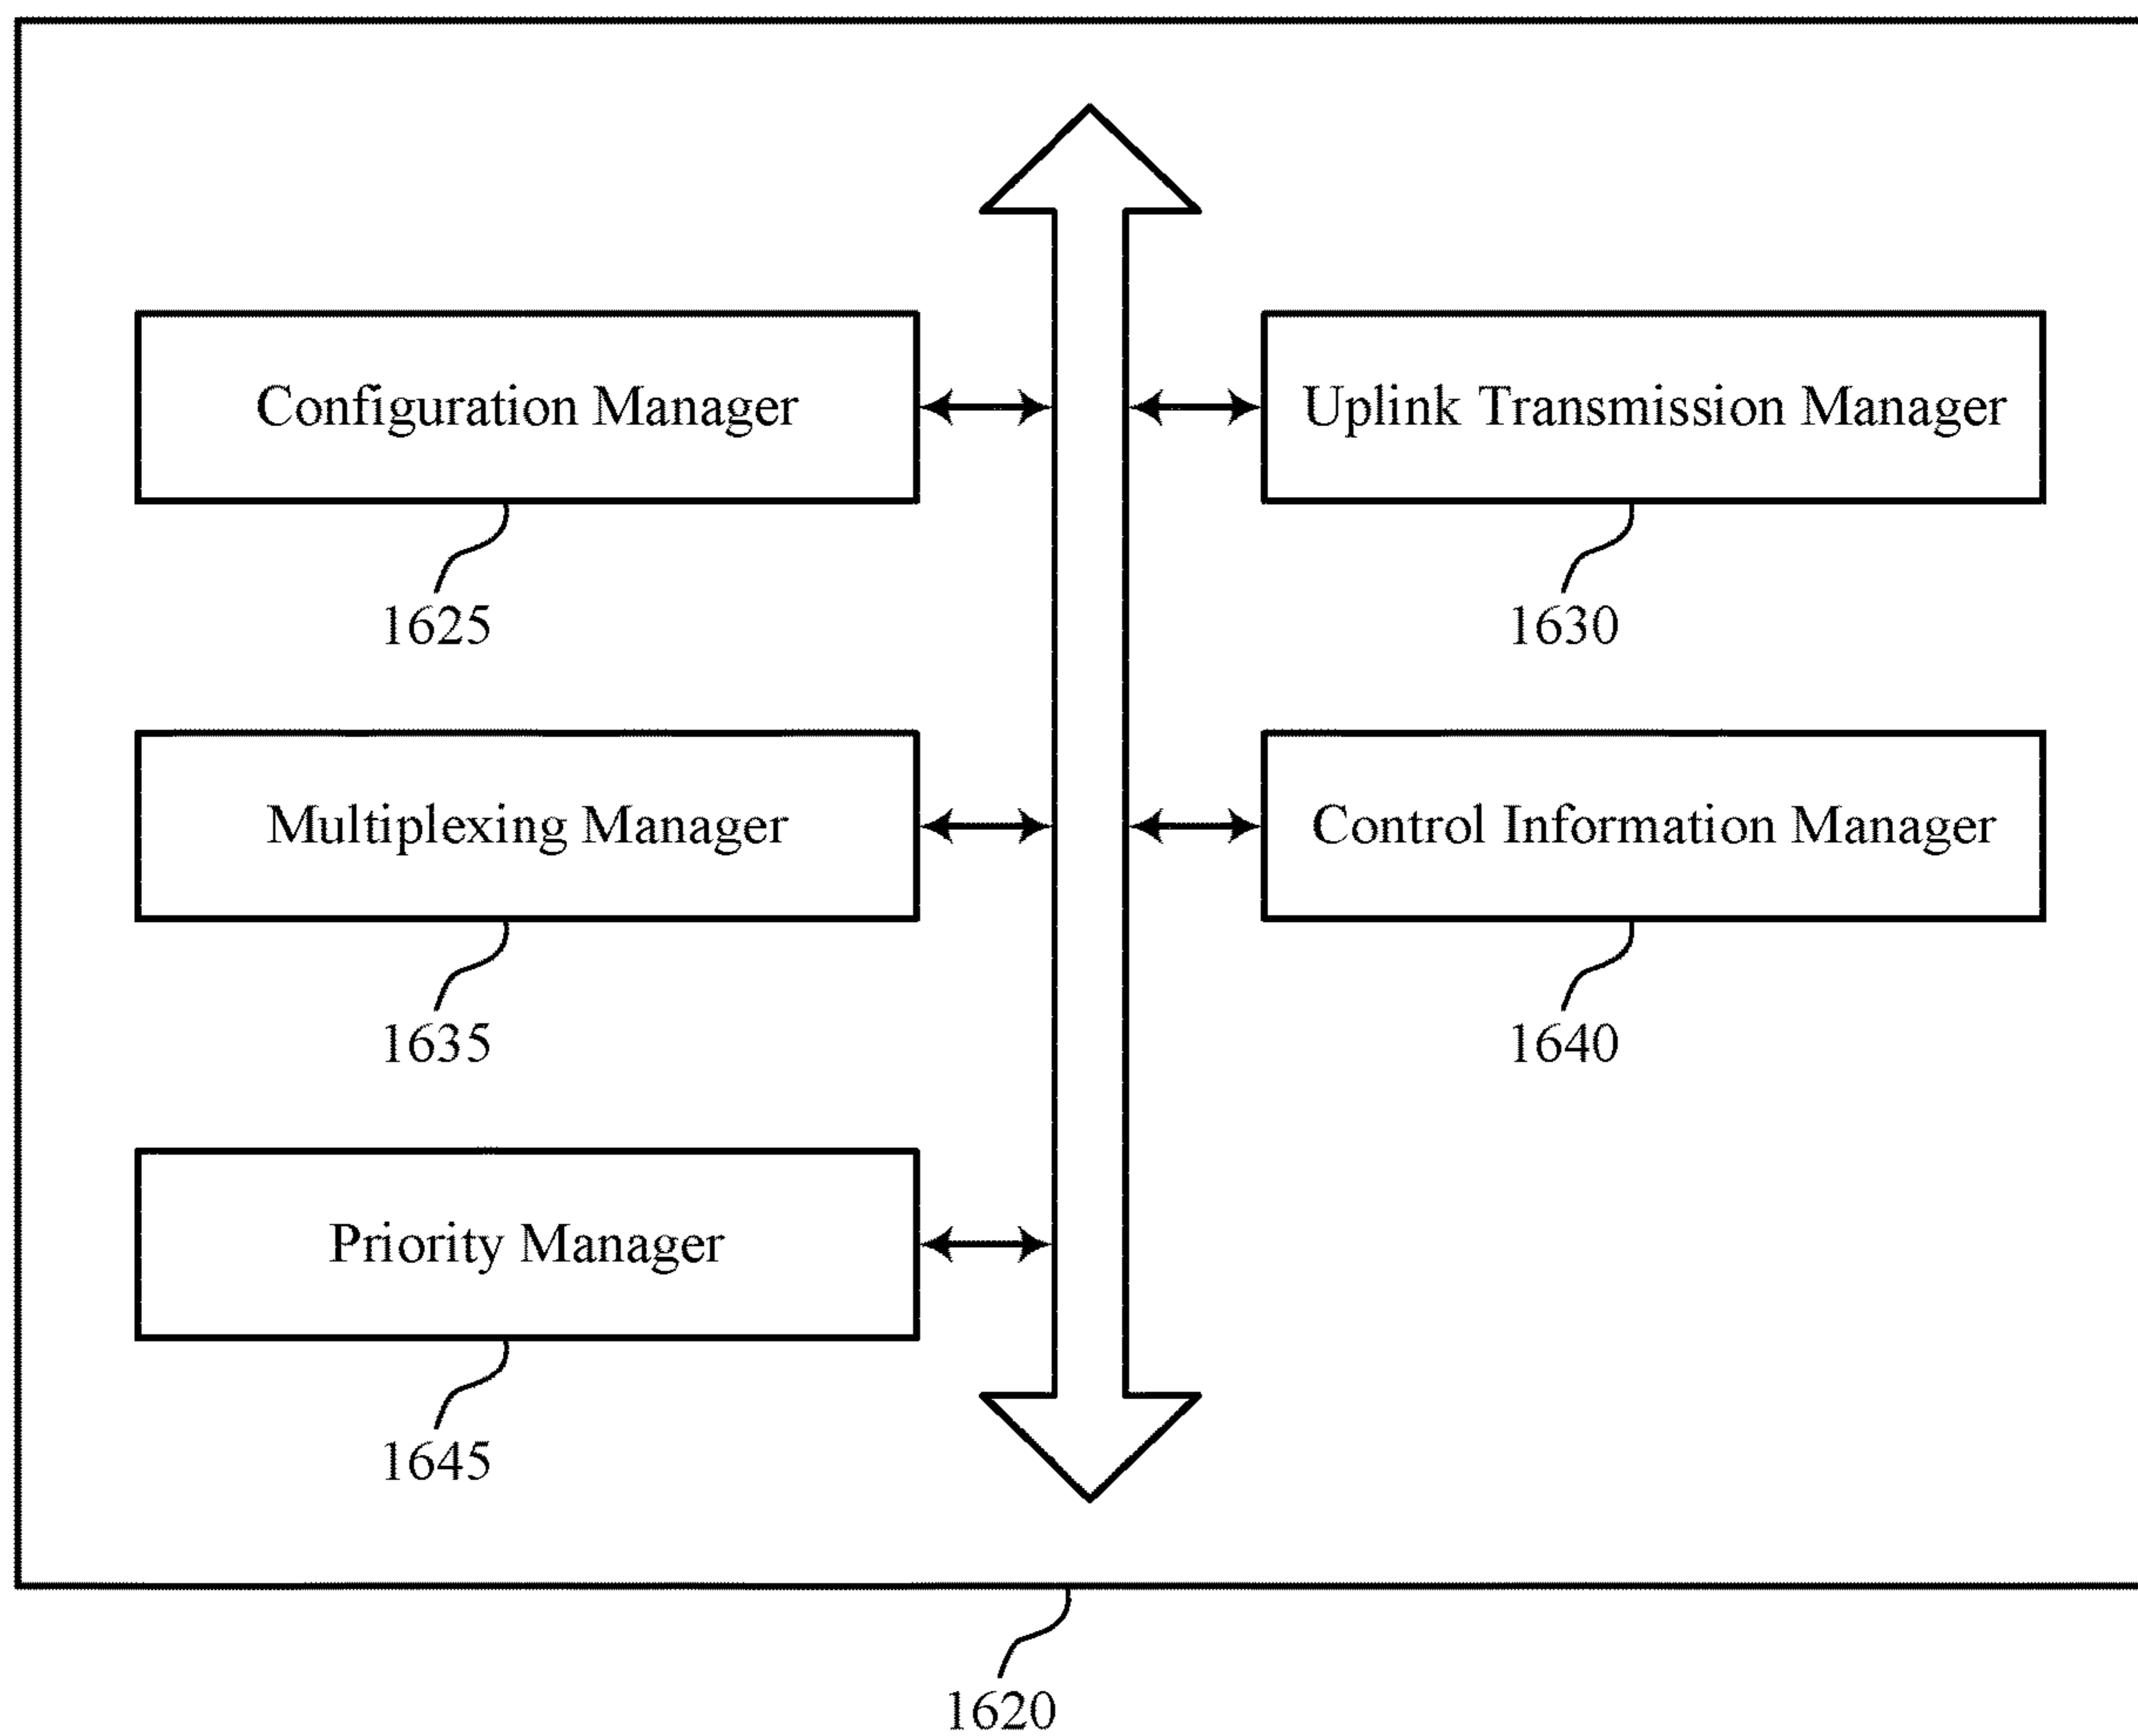 Configuration Manager
Uplink Transmission Manager
1625
1630
Multiplexing Manager
Control Information Manager
1635
1640
Priority Manager
1645
1620